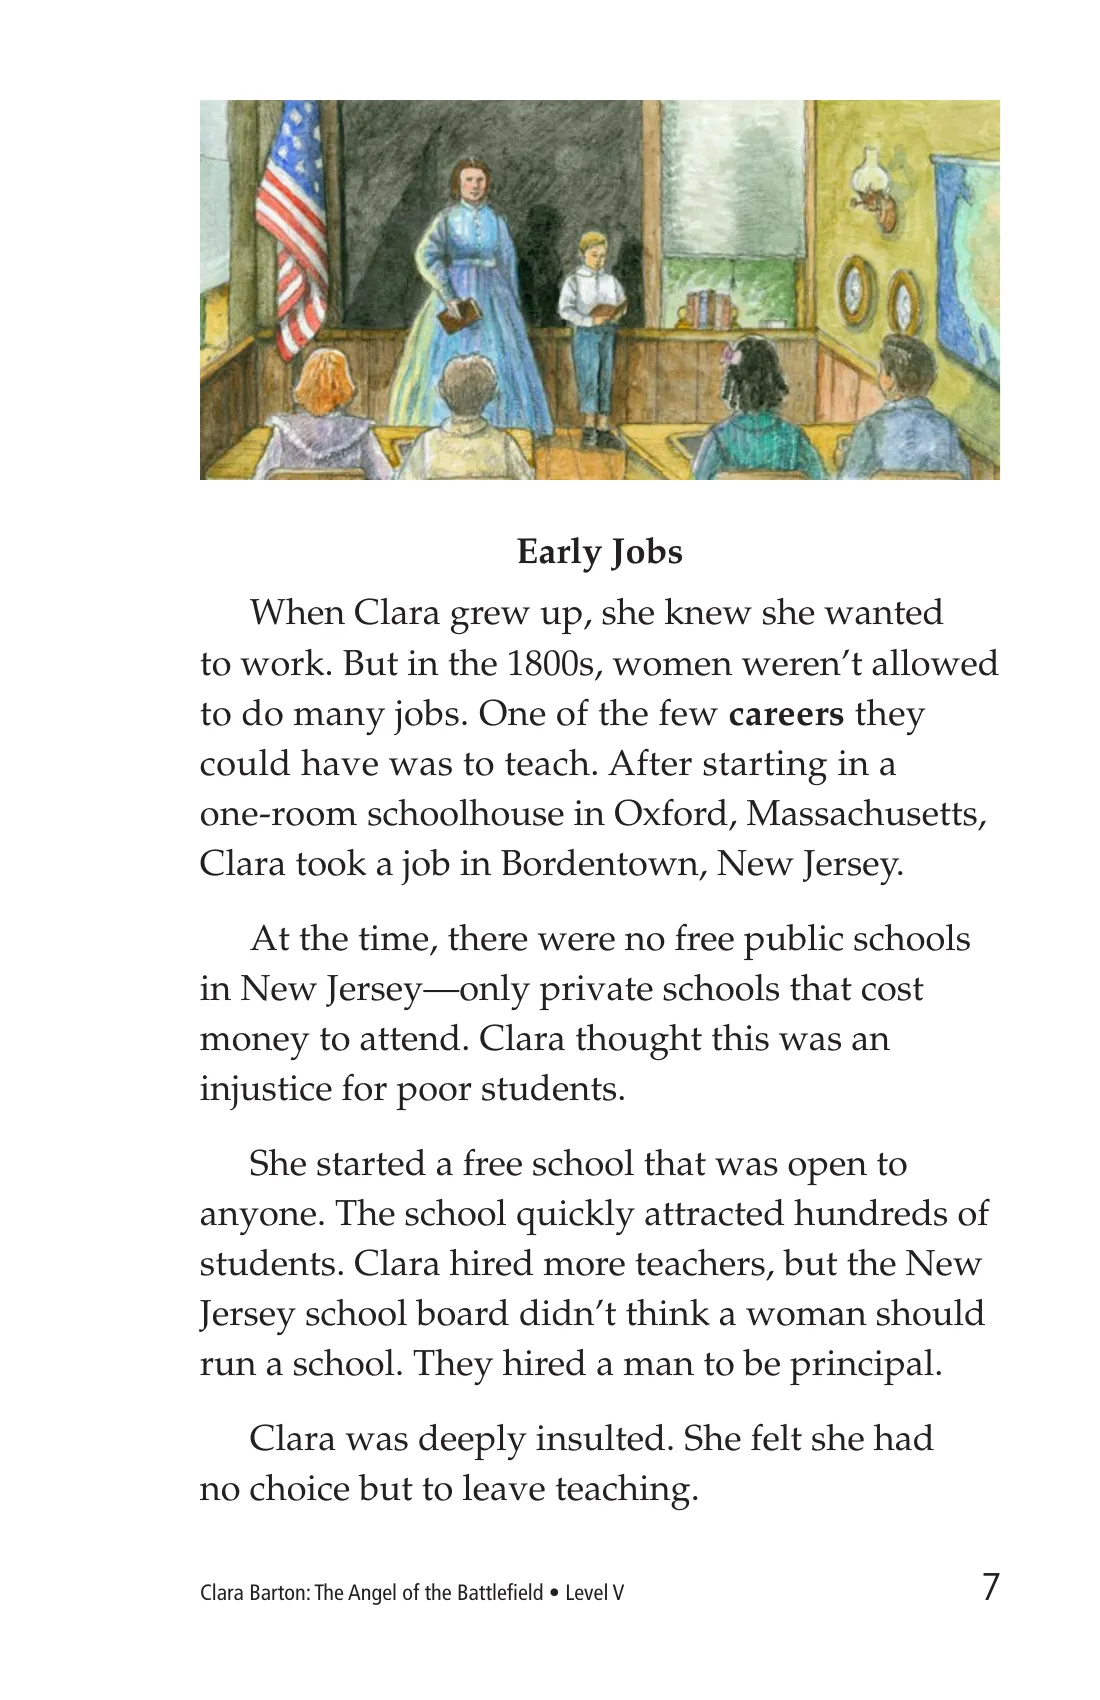 Early Jobs
When Clara grew up, she knew she wanted
to work. But in the 1800s, women weren’t allowed
to do many jobs. One of the few careers they
could have was to teach. After starting in a
one-room schoolhouse in Oxford, Massachusetts,
Clara took a job in Bordentown, New Jersey.
At the time, there were no free public schools
in New Jersey—only private schools that cost
money to attend. Clara thought this was an
injustice for poor students.
She started a free school that was open to
anyone. The school quickly attracted hundreds of
students. Clara hired more teachers, but the New
Jersey school board didn’t think a woman should
run a school. They hired a man to be principal.
Clara was deeply insulted. She felt she had
no choice but to leave teaching.
Clara Barton: The Angel of the Battlefield • Level V
7